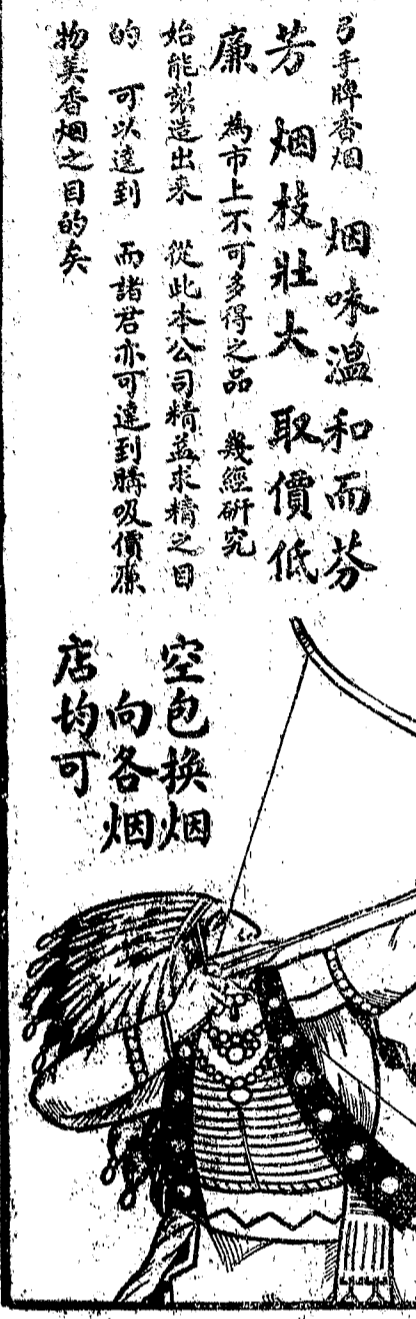 弓手牌香烟　烟味溫和而芬
芳　烟枝壯大　取價低
廉　為市上不可多得之品　幾經研究
始能製造出来　從此本公司精益求精之目
的　可以達到　而諸君亦可達到購吸價廉
物美香烟之目的矣
空包換烟
向各烟
店均可